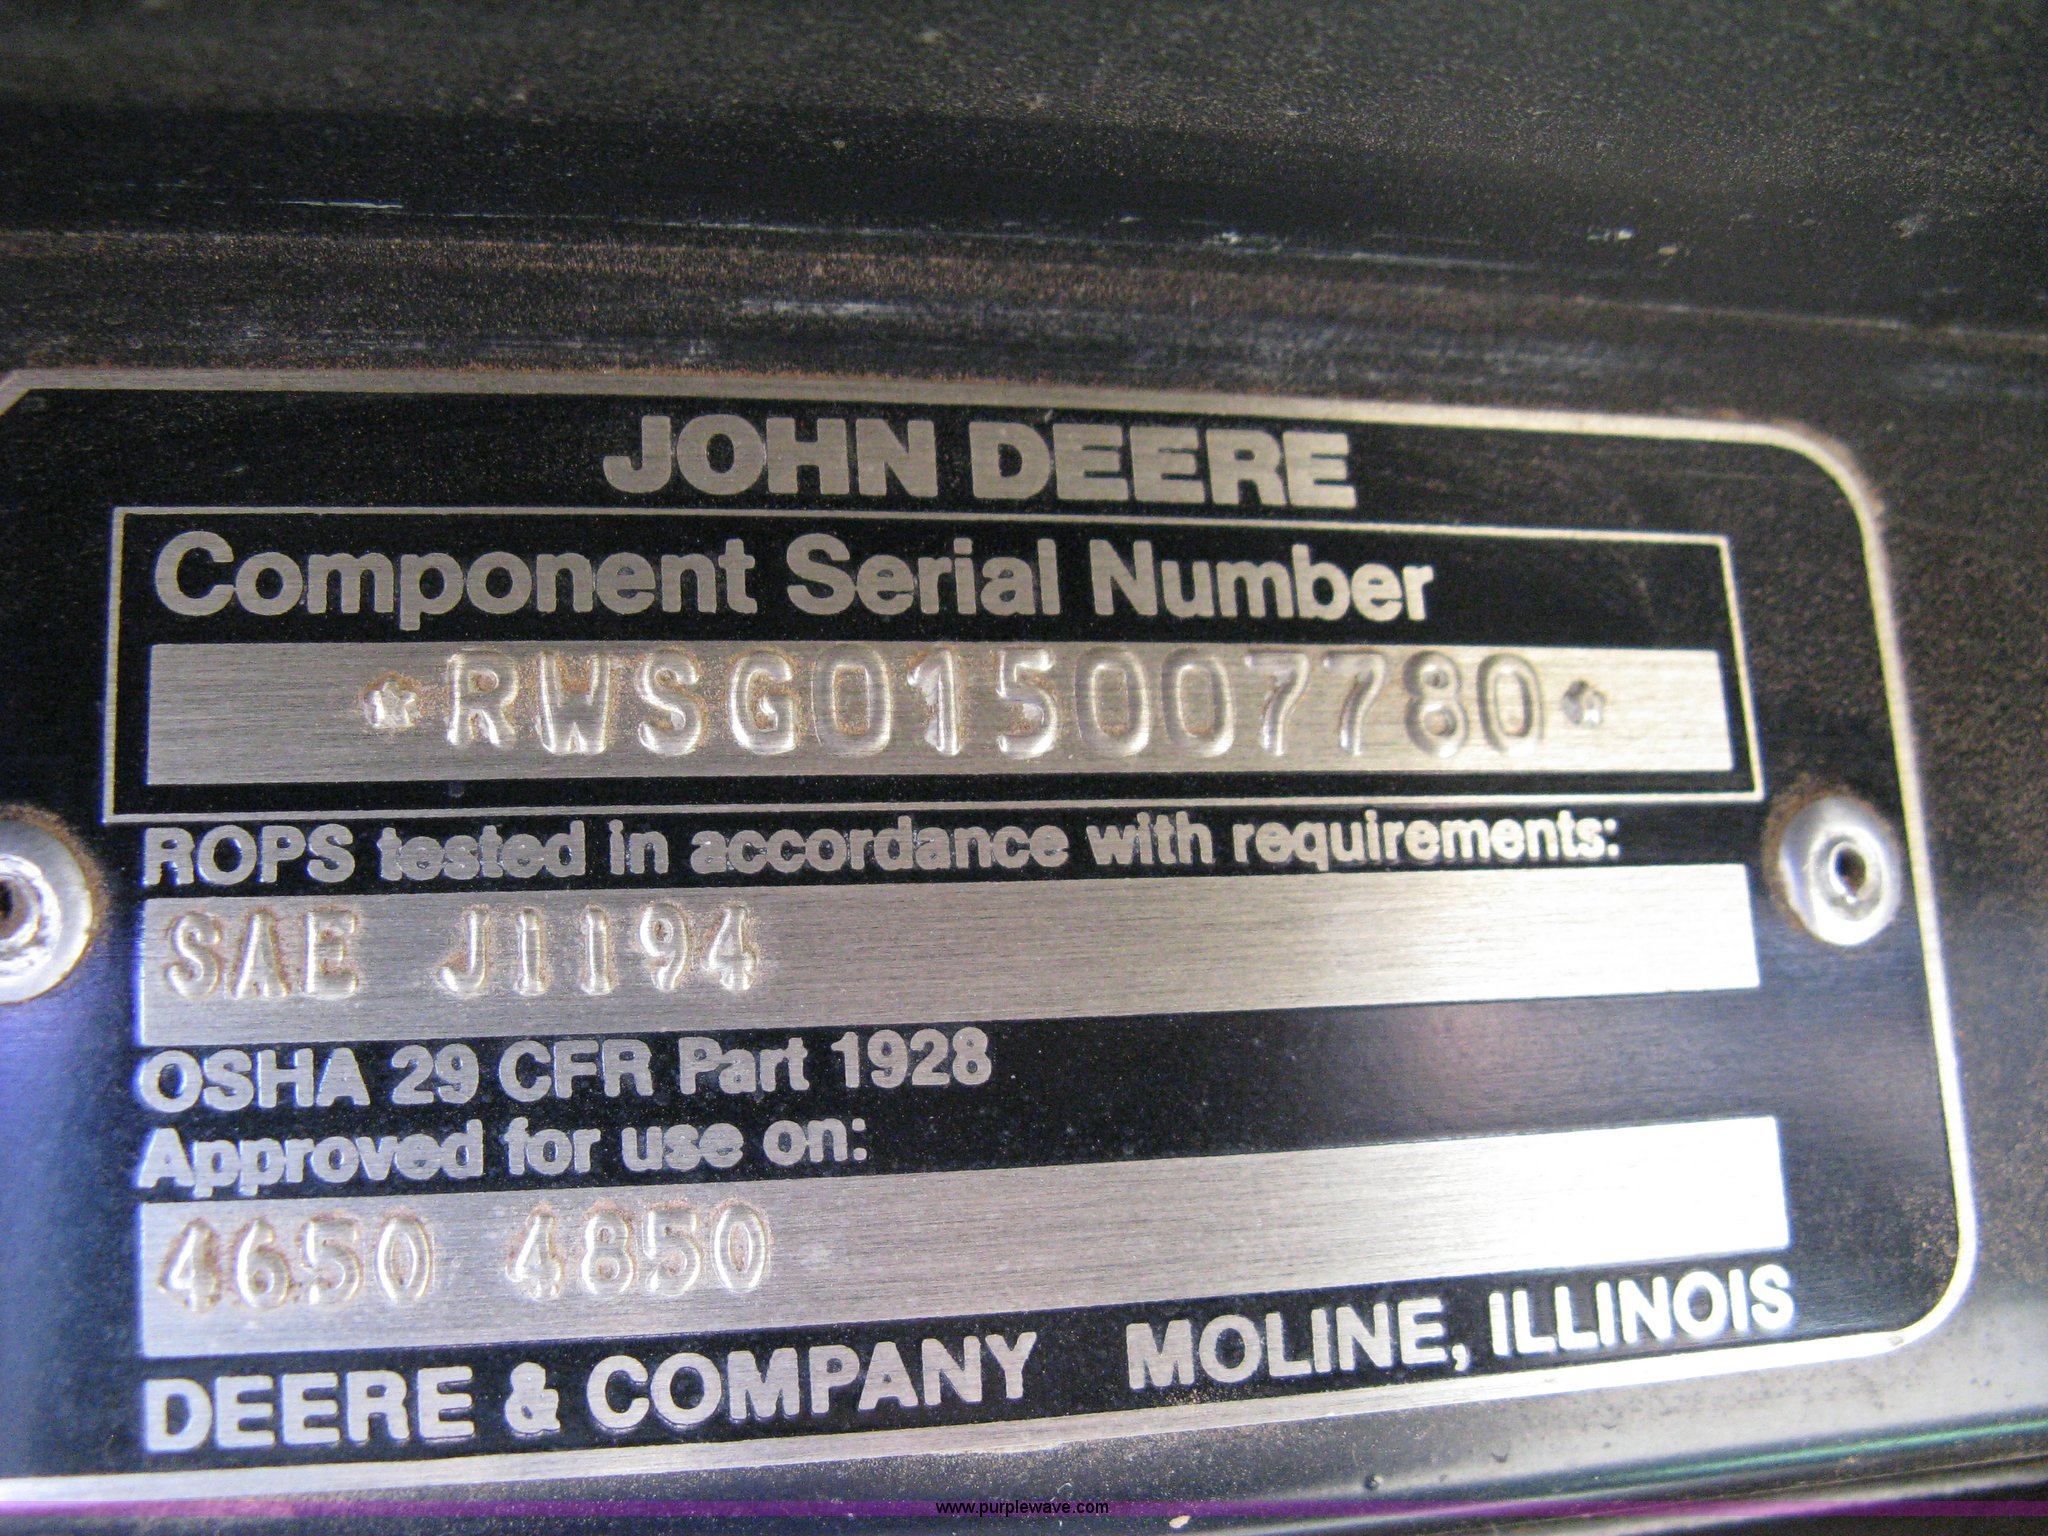 JOHN DEERE
Component Serial Number
*RWSG015007780*
ROPS tested in accordance with requirements:
SAE J1194
OSHA 29 CFR Part 1928
Approved for use on:
4650 4850
DEERE & COMPANY MOLINE, ILLINOIS
www.purplewave.com